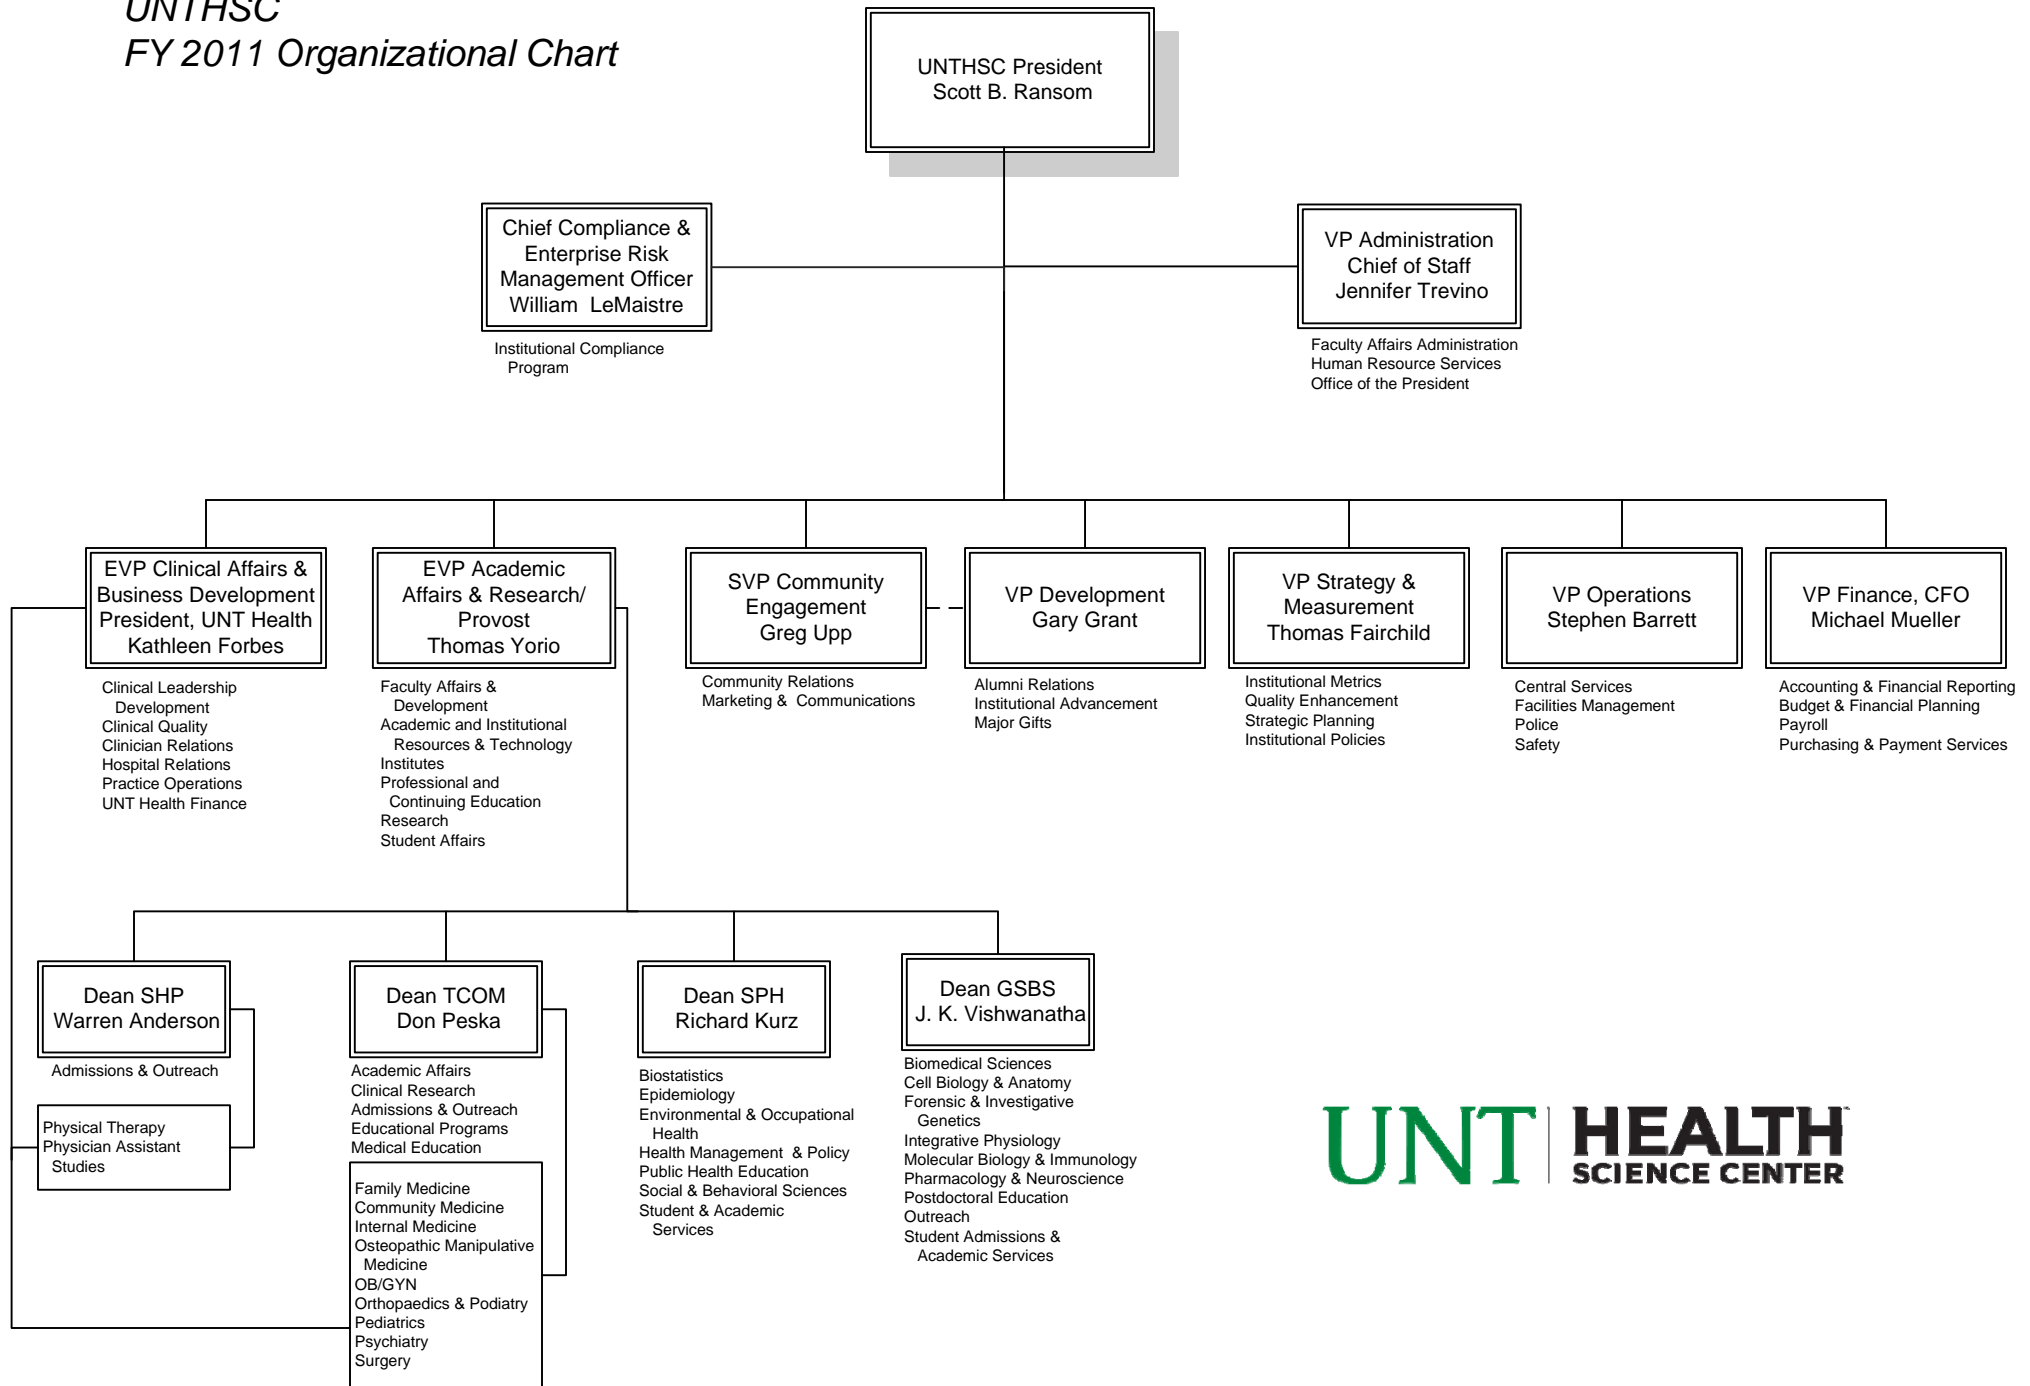 UNTHSC
FY 2011 Organizational Chart
UNTHSC President
Scott B. Ransom
Chief Compliance &
Enterprise Risk
Management Officer
William LeMaistre
Institutional Compliance
Program
VP Administration
Chief of Staff
Jennifer Trevino
Faculty Affairs Administration
Human Resource Services
Office of the President
EVP Clinical Affairs &
Business Development
President, UNT Health
Kathleen Forbes
Clinical Leadership
Development
Clinical Quality
Clinician Relations
Hospital Relations
Practice Operations
UNT Health Finance
EVP Academic
Affairs & Research/
Provost
Thomas Yorio
Faculty Affairs &
Development
Academic and Institutional
Resources & Technology
Institutes
Professional and
Continuing Education
Research
Student Affairs
SVP Community
Engagement
Greg Upp
Community Relations
Marketing & Communications
VP Development
Gary Grant
Alumni Relations
Institutional Advancement
Major Gifts
VP Strategy &
Measurement
Thomas Fairchild
Institutional Metrics
Quality Enhancement
Strategic Planning
Institutional Policies
VP Operations
Stephen Barrett
Central Services
Facilities Management
Police
Safety
VP Finance, CFO
Michael Mueller
Accounting & Financial Reporting
Budget & Financial Planning
Payroll
Purchasing & Payment Services
Dean SHP
Warren Anderson
Admissions & Outreach
Physical Therapy
Physician Assistant
Studies
Dean TCOM
Don Peska
Academic Affairs
Clinical Research
Admissions & Outreach
Educational Programs
Medical Education
Family Medicine
Community Medicine
Internal Medicine
Osteopathic Manipulative
Medicine
OB/GYN
Orthopaedics & Podiatry
Pediatrics
Psychiatry
Surgery
Dean SPH
Richard Kurz
Biostatistics
Epidemiology
Environmental & Occupational
Health
Health Management & Policy
Public Health Education
Social & Behavioral Sciences
Student & Academic
Services
Dean GSBS
J. K. Vishwanatha
Biomedical Sciences
Cell Biology & Anatomy
Forensic & Investigative
Genetics
Integrative Physiology
Molecular Biology & Immunology
Pharmacology & Neuroscience
Postdoctoral Education
Outreach
Student Admissions &
Academic Services
UNT HEALTH
SCIENCE CENTER